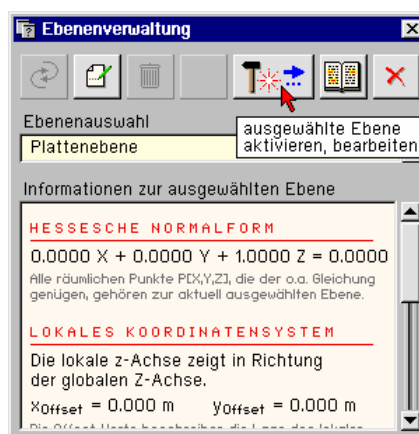 Ebenenverwaltung
Ebenenauswahl
ausgewählte Ebene
aktivieren, bearbeiten
Plattenebene
Informationen zur ausgewählten Ebene
HESSESCHE NORMALFORM
0.0000 X + 0.0000 Y + 1.0000 Z = 0.0000
Alle räumlichen Punkte P[X,Y,Z], die der o.a. Gleichung
genügen, gehören zur aktuell ausgewählten Ebene.
LOKALES KOORDINATENSYSTEM
Die lokale z-Achse zeigt in Richtung
der globalen Z-Achse.
xOffset = 0.000 m yOffset = 0.000 m